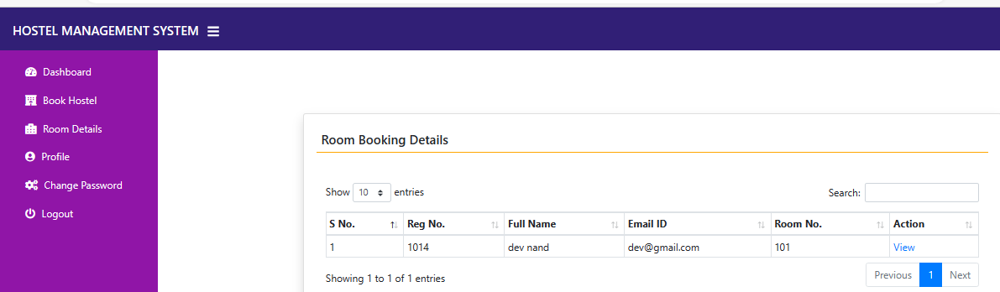 HOSTEL MANAGEMENT SYSTEM
Dashboard
Book Hostel
Room Details
Profile
Change Password
Logout
Room Booking Details
Show 10 entries Search:
S No. Reg No. Full Name Email ID Room No. Action
1 1014 dev nand dev@gmail.com 101 View
Showing 1 to 1 of 1 entries Previous 1 Next